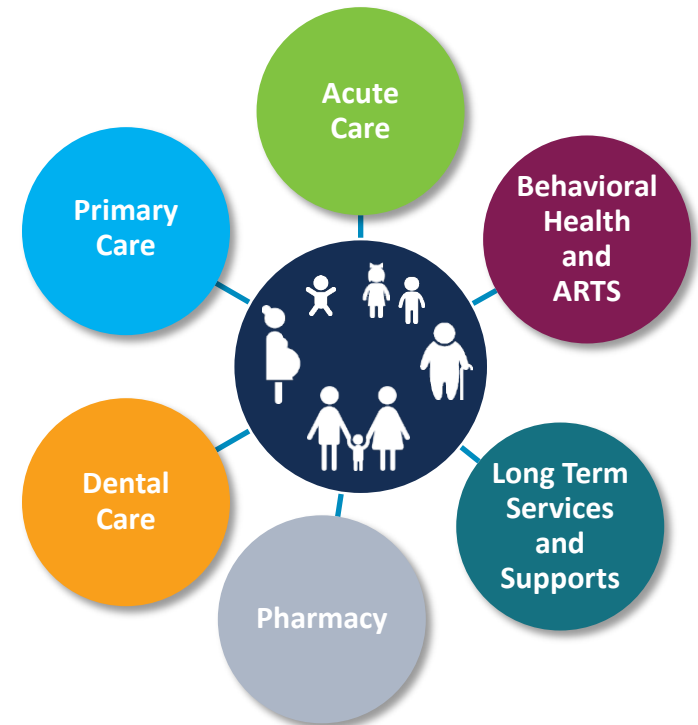 Acute
Care
Primary
Care
Behavioral
Health
and
ARTS
Dental
Care
Long Term
Services
and
Supports
Pharmacy